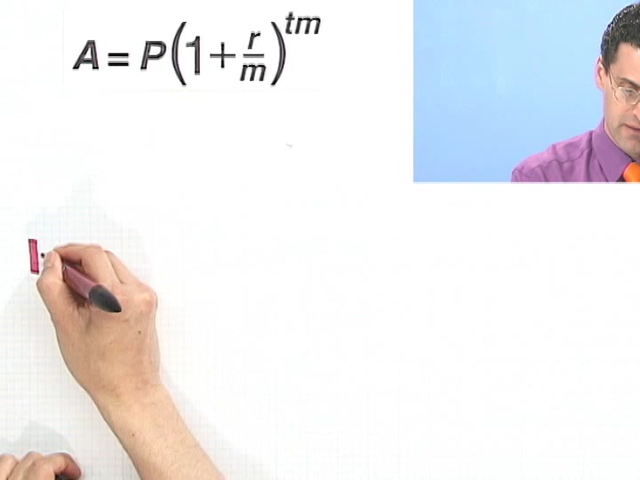 A = P(1 + r/m)^tm